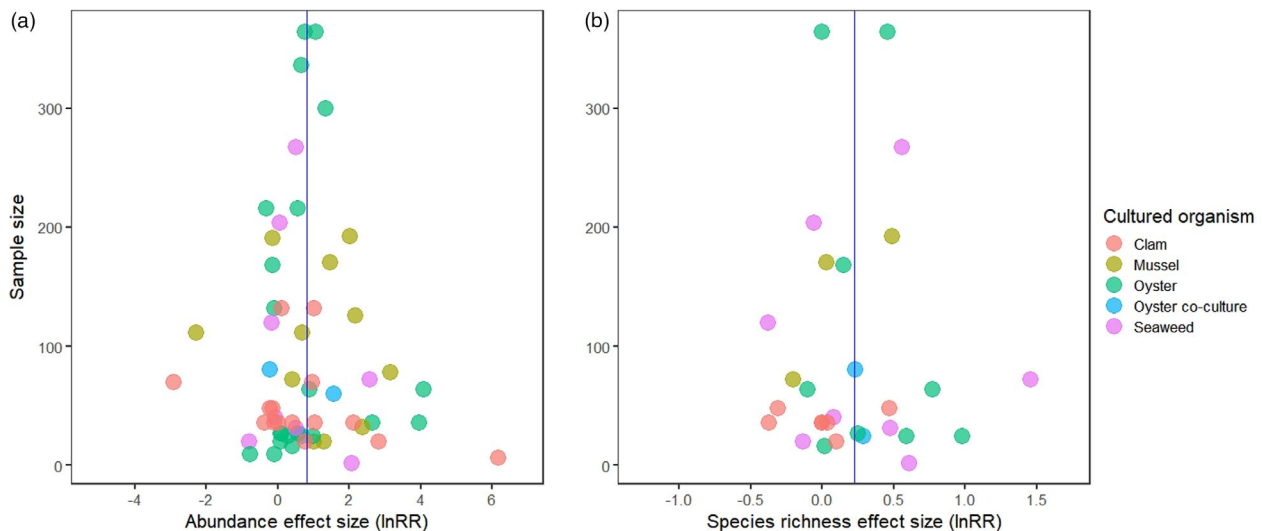 (a)
(b)
Sample size
300
200
100
0
-4
-2
0
2
4
6
Abundance effect size (lnRR)
300
200
100
0
-1.0
-0.5
0.0
0.5
1.0
1.5
Species richness effect size (lnRR)
Cultured organism
Clam
Mussel
Oyster
Oyster co-culture
Seaweed